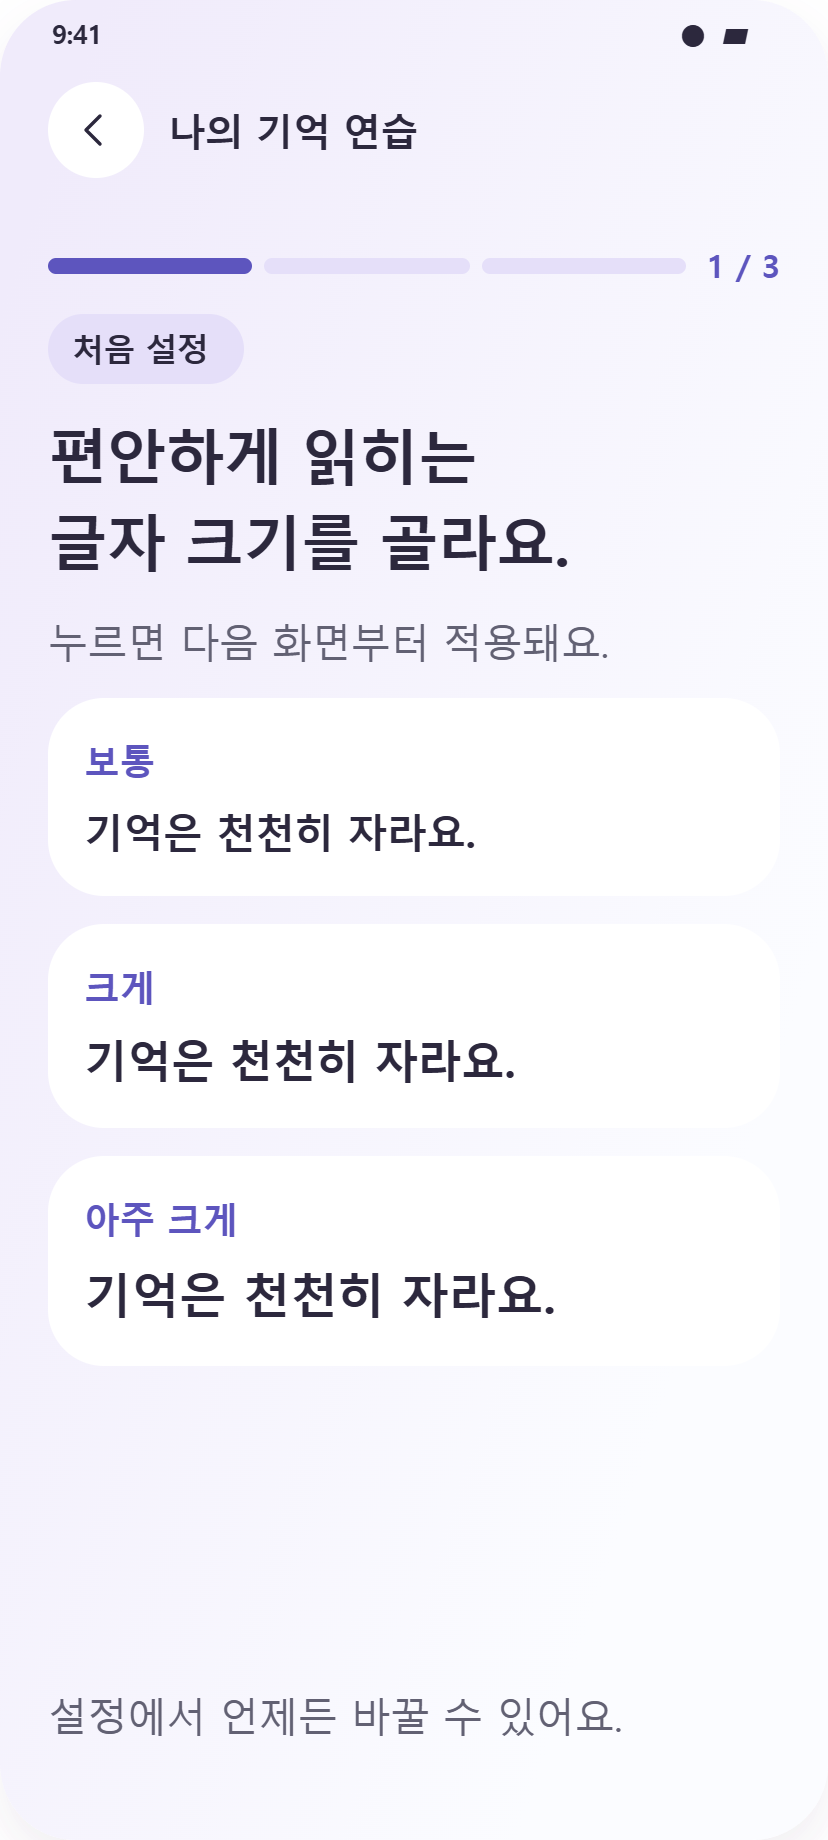 9:41
나의 기억 연습
1 / 3
처음 설정
편안하게 읽히는
글자 크기를 골라요.
누르면 다음 화면부터 적용돼요.
보통
기억은 천천히 자라요.
크게
기억은 천천히 자라요.
아주 크게
기억은 천천히 자라요.
설정에서 언제든 바꿀 수 있어요.